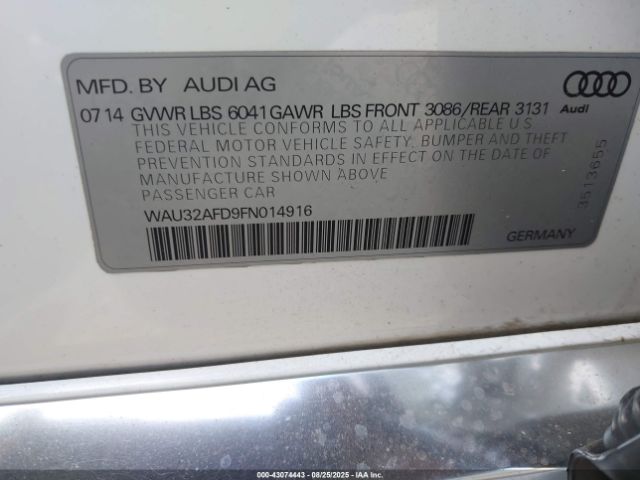 MFD. BY AUDI AG
07 14 GVWR LBS 6041 GAWR LBS FRONT 3086/REAR 3131
Audi
THIS VEHICLE CONFORMS TO ALL APPLICABLE U.S.
FEDERAL MOTOR VEHICLE SAFETY, BUMPER AND THEFT
PREVENTION STANDARDS IN EFFECT ON THE DATE OF
MANUFACTURE SHOWN ABOVE
PASSENGER CAR
3513655
WAU32AFD9FN014916
GERMANY
000-43074443 | 08/25/2025 | IAA Inc.